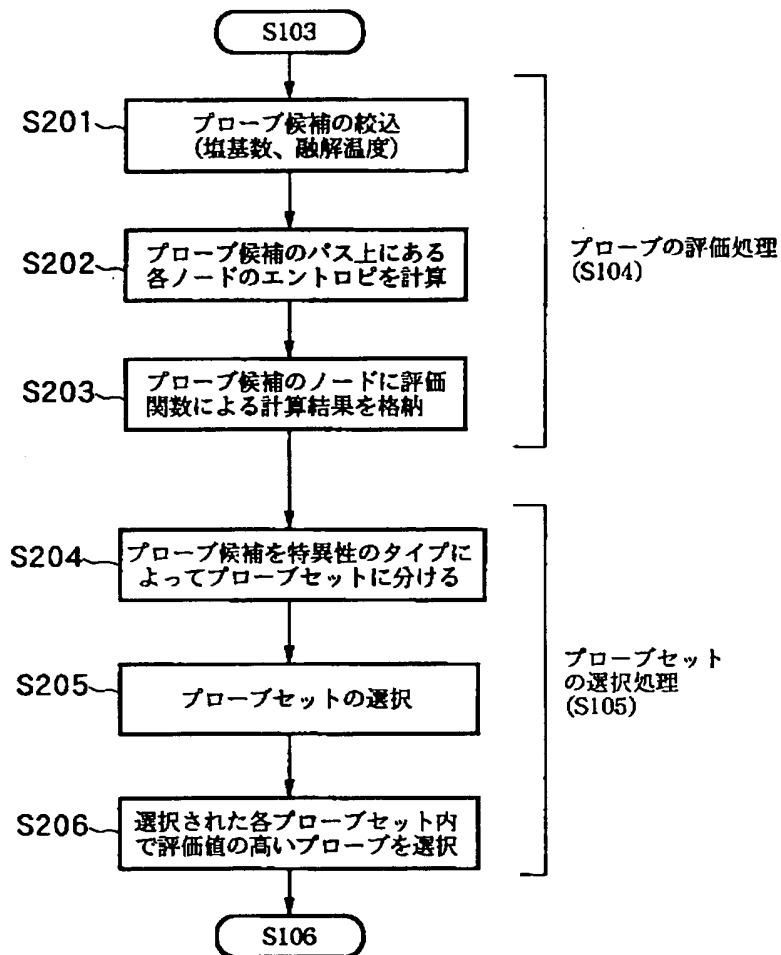 S103
S201
プローブ候補の絞込
(塩基数、融解温度)
S202
プローブ候補のパス上にある
各ノードのエントロピを計算
S203
プローブ候補のノードに評価
関数による計算結果を格納
プローブの評価処理
(S104)
S204
プローブ候補を特異性のタイプに
よってプローブセットに分ける
S205
プローブセットの選択
S206
選択された各プローブセット内
で評価値の高いプローブを選択
プローブセット
の選択処理
(S105)
S106